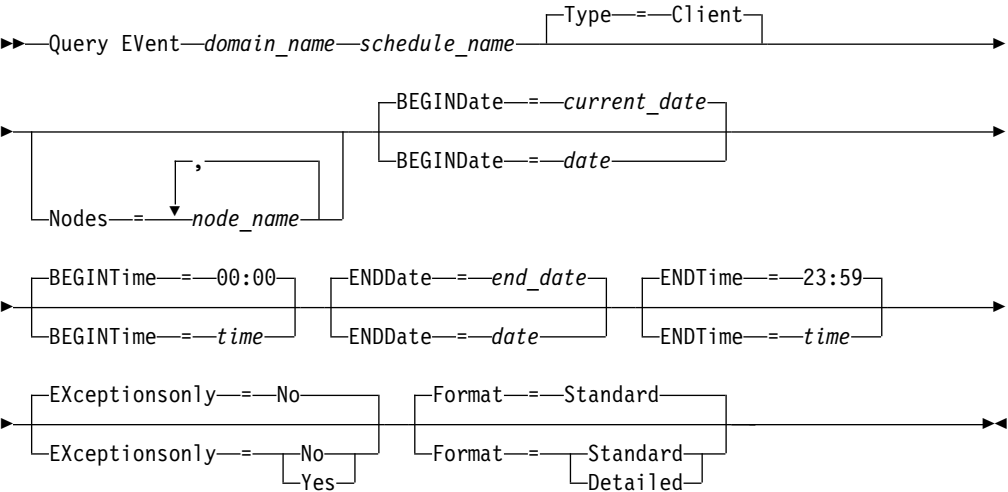 Type = Client
Query EVent domain_name schedule_name
BEGINDate = current_date
BEGINDate = date
,
Nodes = node_name
BEGINTime = 00:00 ENDDate = end_date ENDTime = 23:59
BEGINTime = time ENDDate = date ENDTime = time
EXceptionsonly = No Format = Standard
EXceptionsonly = No Format = Standard
Yes Detailed